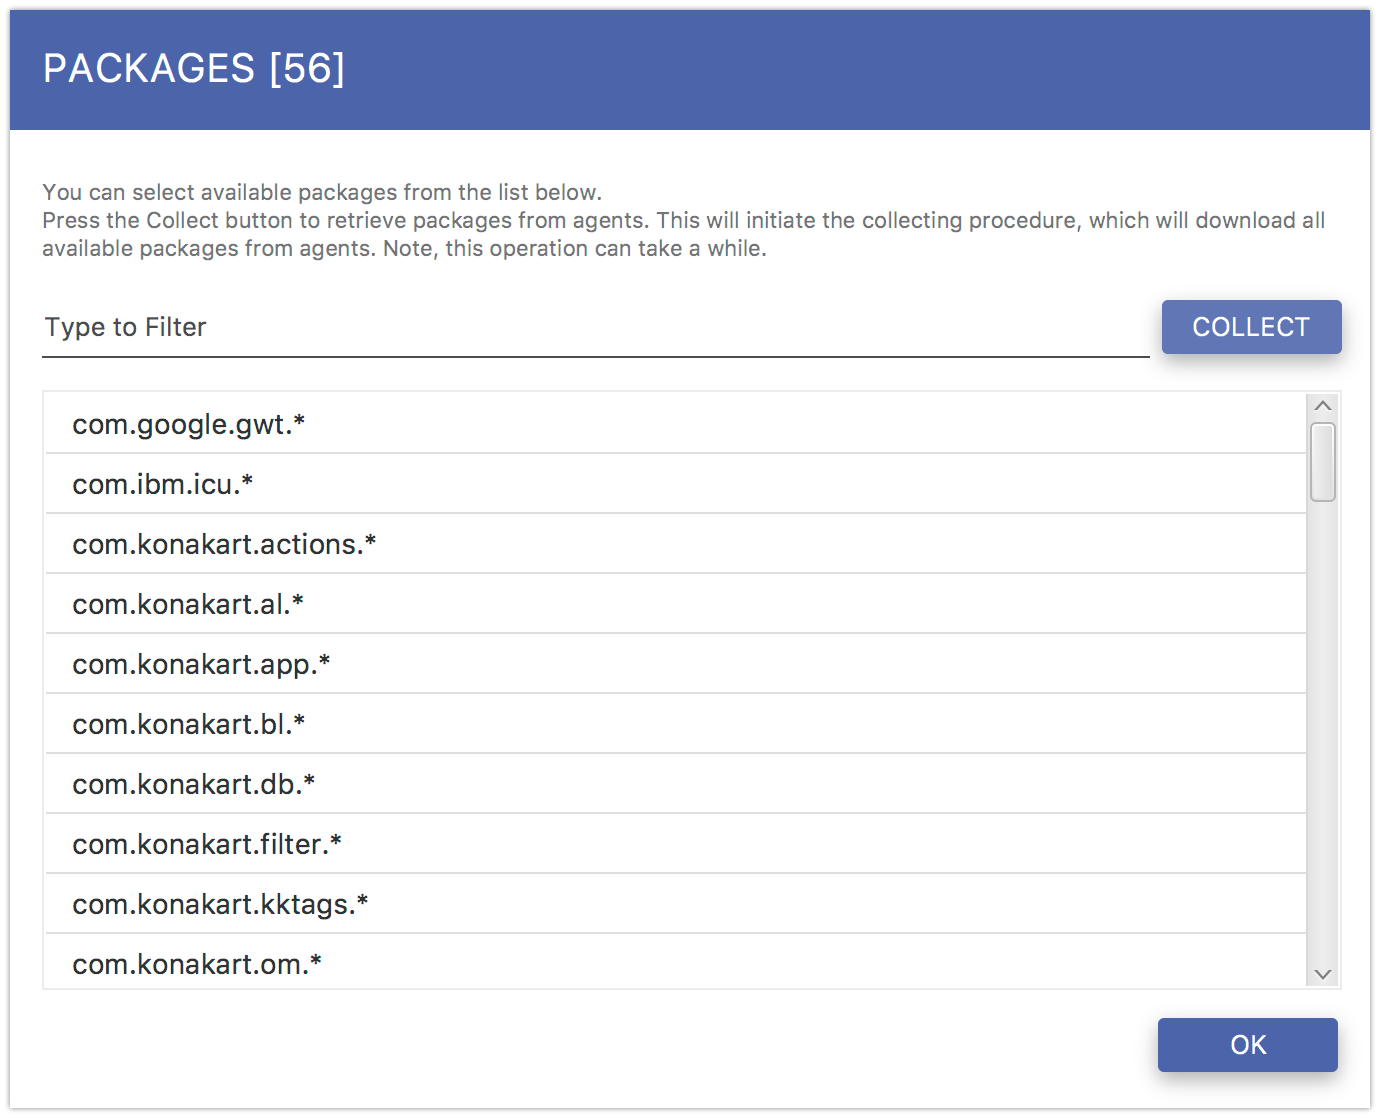 PACKAGES [56]
You can select available packages from the list below.
Press the Collect button to retrieve packages from agents. This will initiate the collecting procedure, which will download all
available packages from agents. Note, this operation can take a while.
Type to Filter
COLLECT
com.google.gwt.*
com.ibm.icu.*
com.konakart.actions.*
com.konakart.al.*
com.konakart.app.*
com.konakart.bl.*
com.konakart.db.*
com.konakart.filter.*
com.konakart.kktags.*
com.konakart.om.*
OK